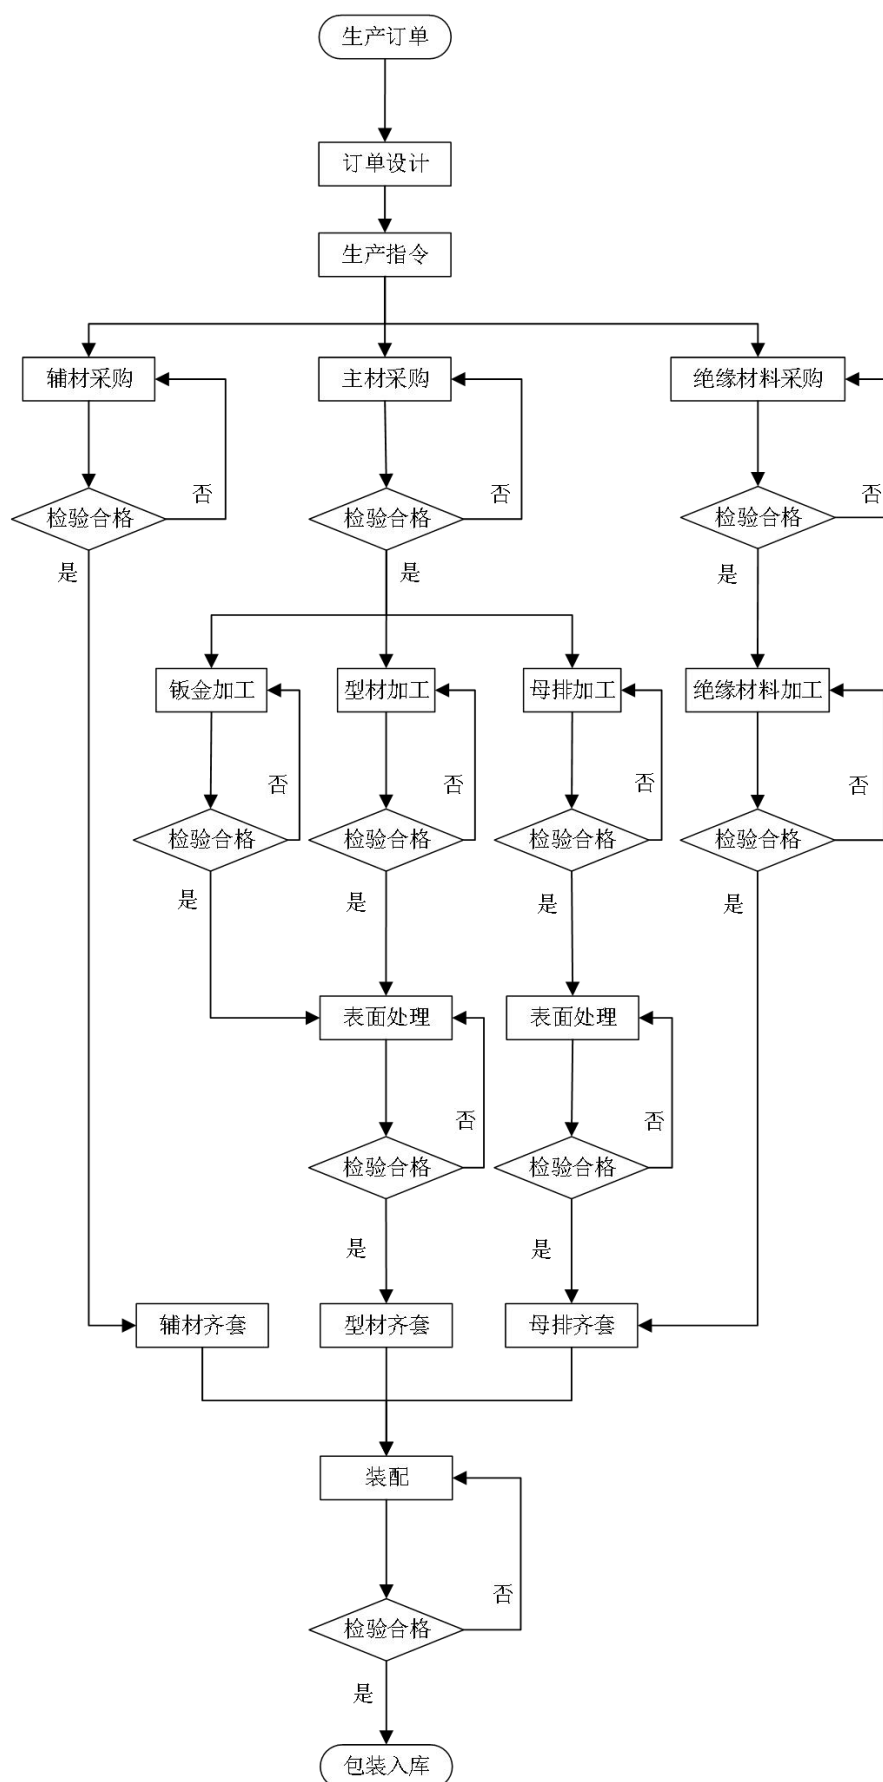 生产订单
订单设计
生产指令
辅材采购
主材采购
绝缘材料采购
否
否
否
检验合格
检验合格
检验合格
是
是
是
钣金加工
型材加工
母排加工
绝缘材料加工
否
否
否
否
检验合格
检验合格
检验合格
检验合格
是
是
是
是
表面处理
表面处理
否
否
检验合格
检验合格
是
是
辅材齐套
型材齐套
母排齐套
装配
否
检验合格
是
包装入库